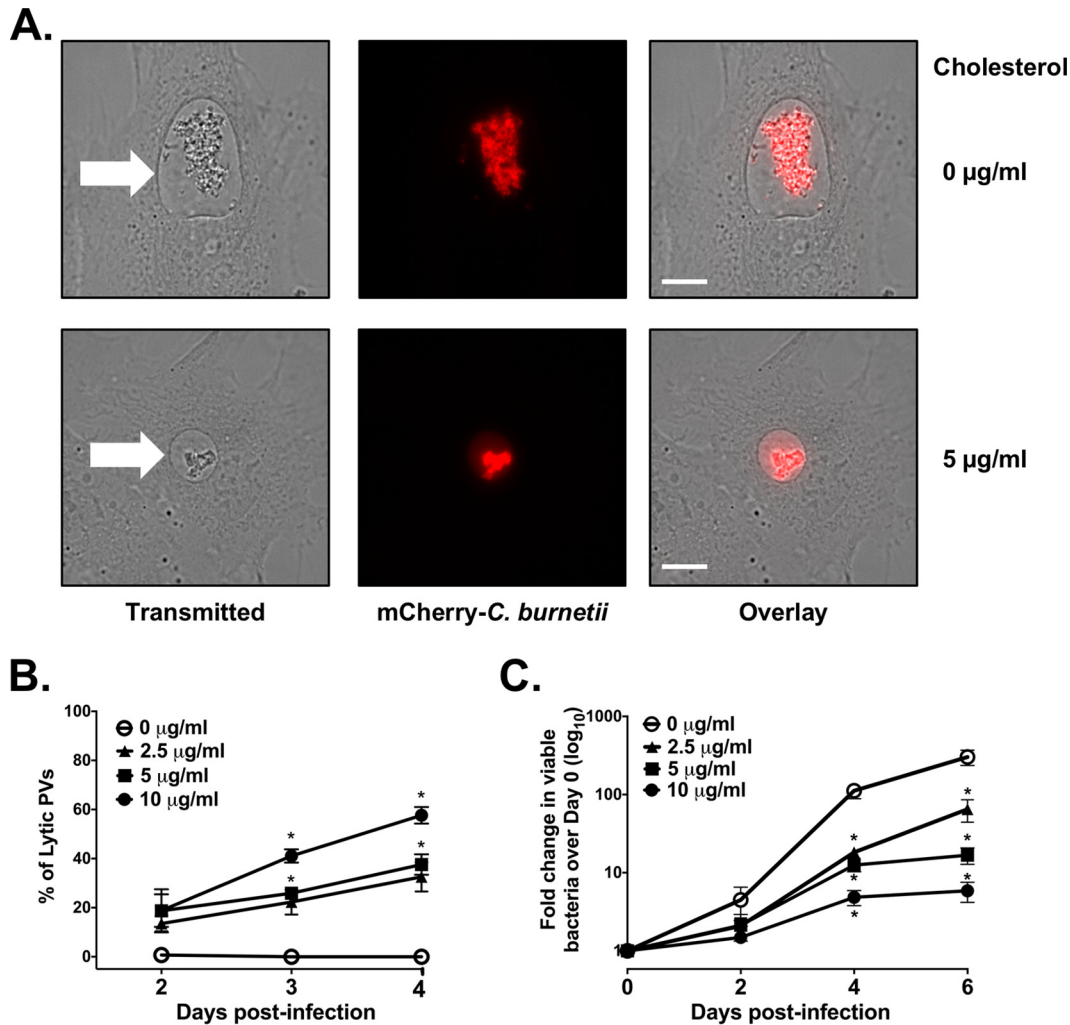 A.
Cholesterol
0 µg/ml
5 µg/ml
Transmitted
mCherry-C. burnetii
Overlay
B.
% of Lytic PVs
100
80
60
40
20
0
0 μg/ml
2.5 μg/ml
5 μg/ml
10 μg/ml
*
*
*
*
2
3
4
Days post-infection
C.
Fold change in viable
bacteria over Day 0 (log10)
1000
100
10
1
0 μg/ml
2.5 μg/ml
5 μg/ml
10 μg/ml
*
*
*
*
*
*
0
2
4
6
Days post-infection